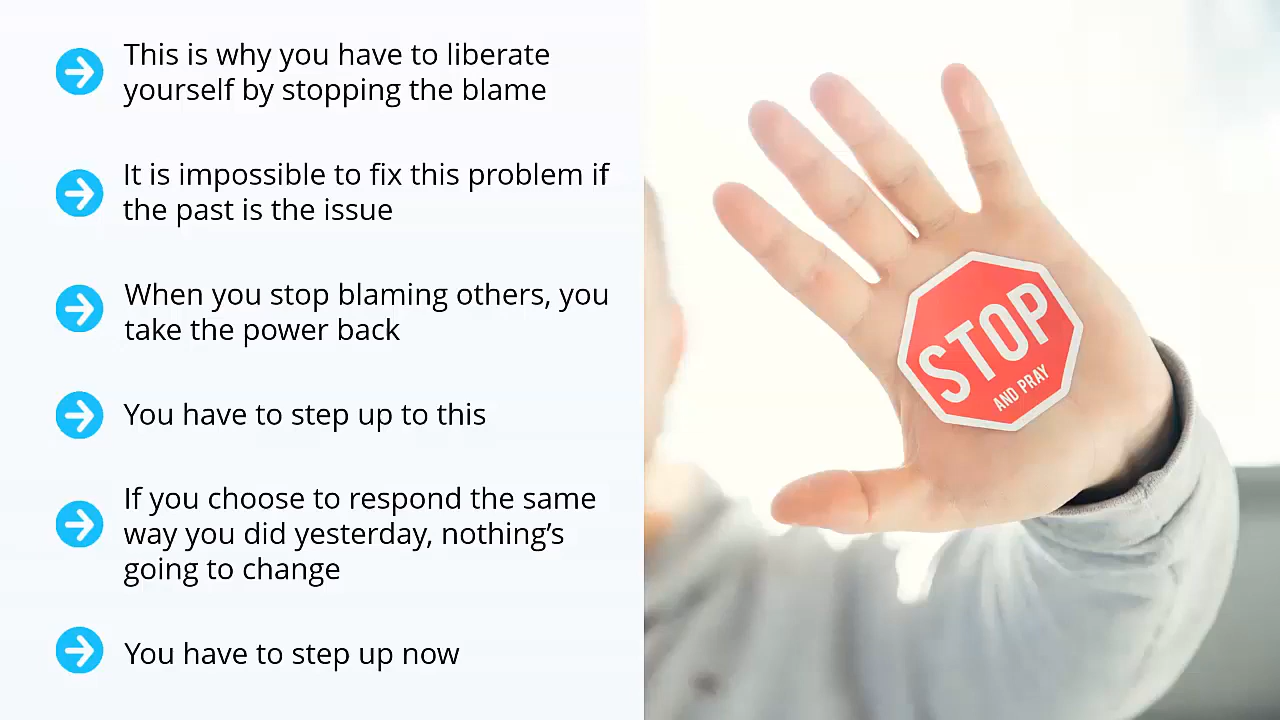 This is why you have to liberate
yourself by stopping the blame
It is impossible to fix this problem if
the past is the issue
When you stop blaming others, you
take the power back
You have to step up to this
If you choose to respond the same
way you did yesterday, nothing’s
going to change
You have to step up now
STOP
AND PRAY